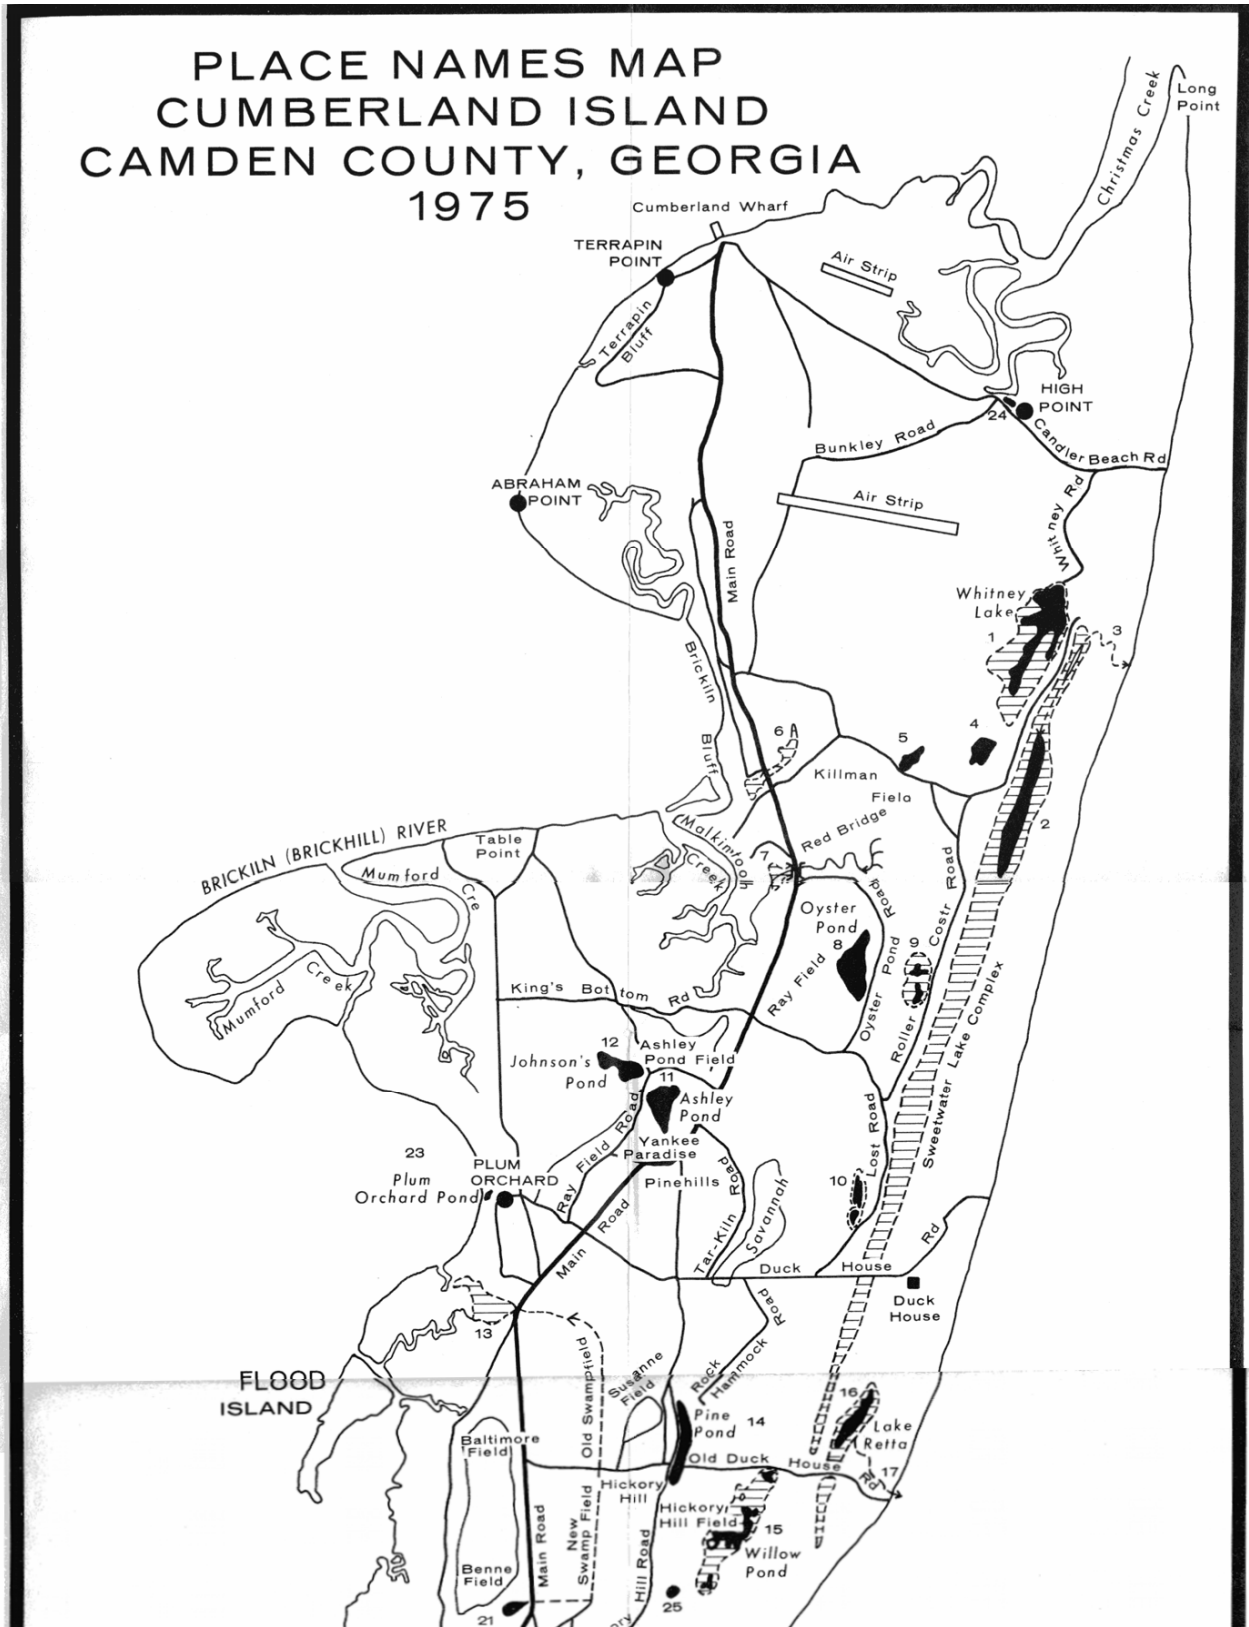 PLACE NAMES MAP
CUMBERLAND ISLAND
CAMDEN COUNTY, GEORGIA
1975
Long
Point
Christmas Creek
Cumberland Wharf
TERRAPIN
POINT
Air Strip
Terrapin
Bluff
HIGH
POINT
24
Candler Beach Rd
Bunkley Road
ABRAHAM
POINT
Air Strip
Whitney Rd
Main Road
Whitney
Lake
1
3
Brickiln
Bluff
6 A
5
4
Killman
Field
2
Red Bridge
BRICKILN (BRICKHILL) RIVER
Table
Point
Malkintooh
Creek
7
Mumford
Cre
Oyster
Pond
8
Road
Roller Costr Road
9
Mumford
Creek
Ray Field
Oyster Pond
Sweetwater Lake Complex
King's Bottom Rd
12
Ashley
Pond Field
Johnson's
Pond
11
Ashley
Pond
Ray Field Road
Yankee
Paradise
Lost Road
23
PLUM
ORCHARD
Plum
Orchard Pond
Pinehills
10
Tar-Kiln Road
Savannah
Main Road
Rd
Duck House
Duck
House
13
Road
Rock
Hammock
FLOOD
ISLAND
Susanne
Field
Old Swampfield
16
Pine
Pond
14
Lake
Retta
Baltimore
Field
Old Duck House
Rd
17
Hickory
Hill
Hickory
Hill Field
15
Willow
Pond
Main Road
New
Swamp Field
Hill Road
Benne
Field
21
25
ory